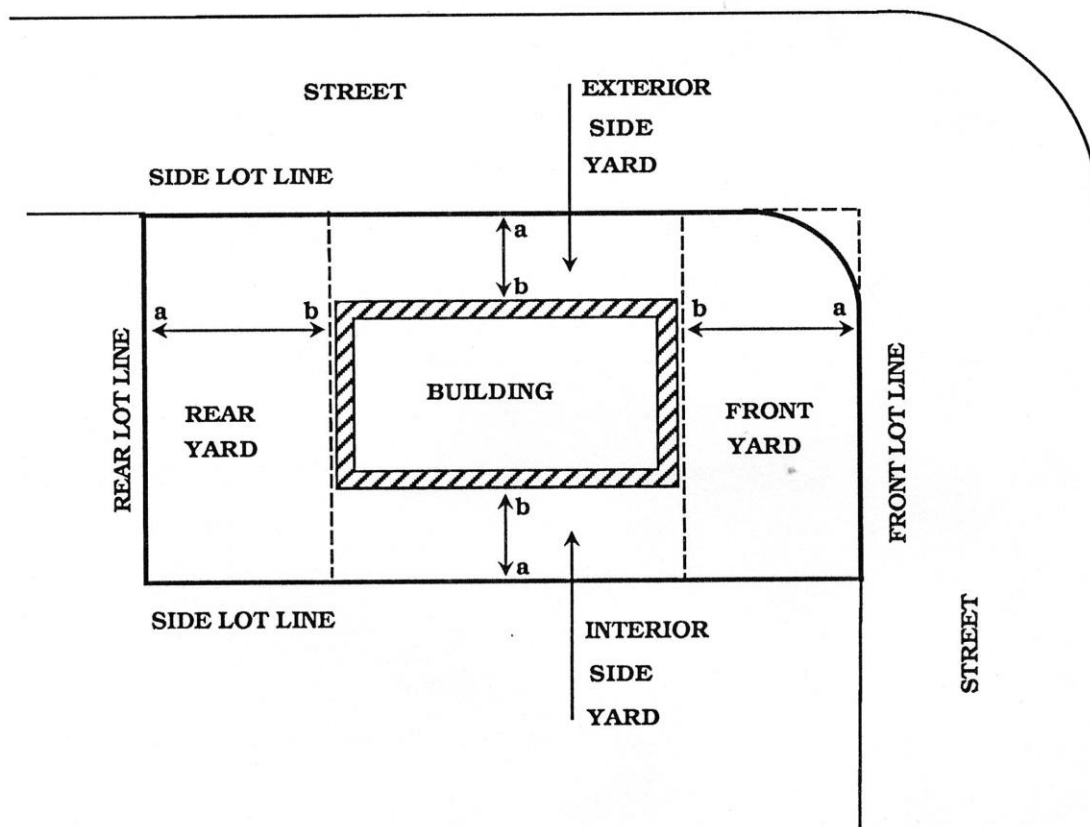 STREET
EXTERIOR
SIDE
YARD
SIDE LOT LINE
a
b
a
b
b
a
REAR LOT LINE
REAR
YARD
BUILDING
FRONT
YARD
FRONT LOT LINE
b
a
SIDE LOT LINE
INTERIOR
SIDE
YARD
STREET